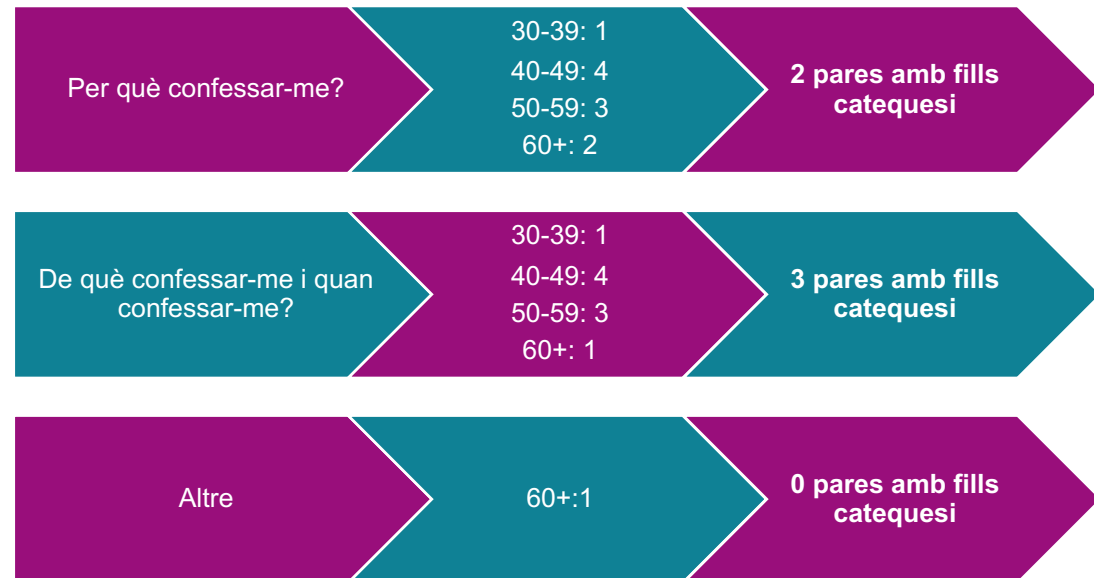 Per què confessar-me?
30-39: 1
40-49: 4
50-59: 3
60+: 2
2 pares amb fills
catequesi
De què confessar-me i quan
confessar-me?
30-39: 1
40-49: 4
50-59: 3
60+: 1
3 pares amb fills
catequesi
Altre
60+:1
0 pares amb fills
catequesi